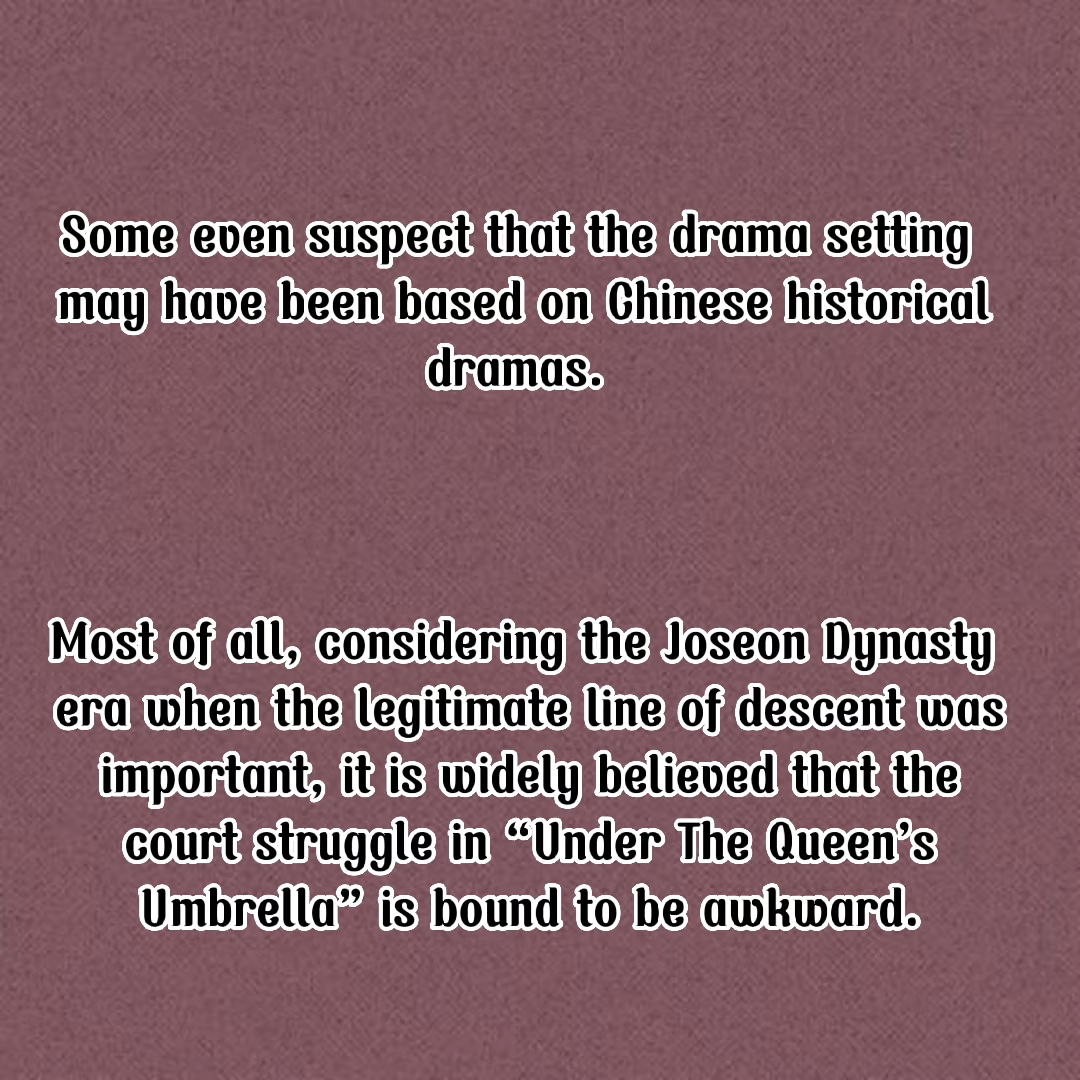 Some even suspect that the drama setting
may have been based on Chinese historical
dramas.
Most of all, considering the Joseon Dynasty
era when the legitimate line of descent was
important, it is widely believed that the
court struggle in “Under The Queen’s
Umbrella” is bound to be awkward.